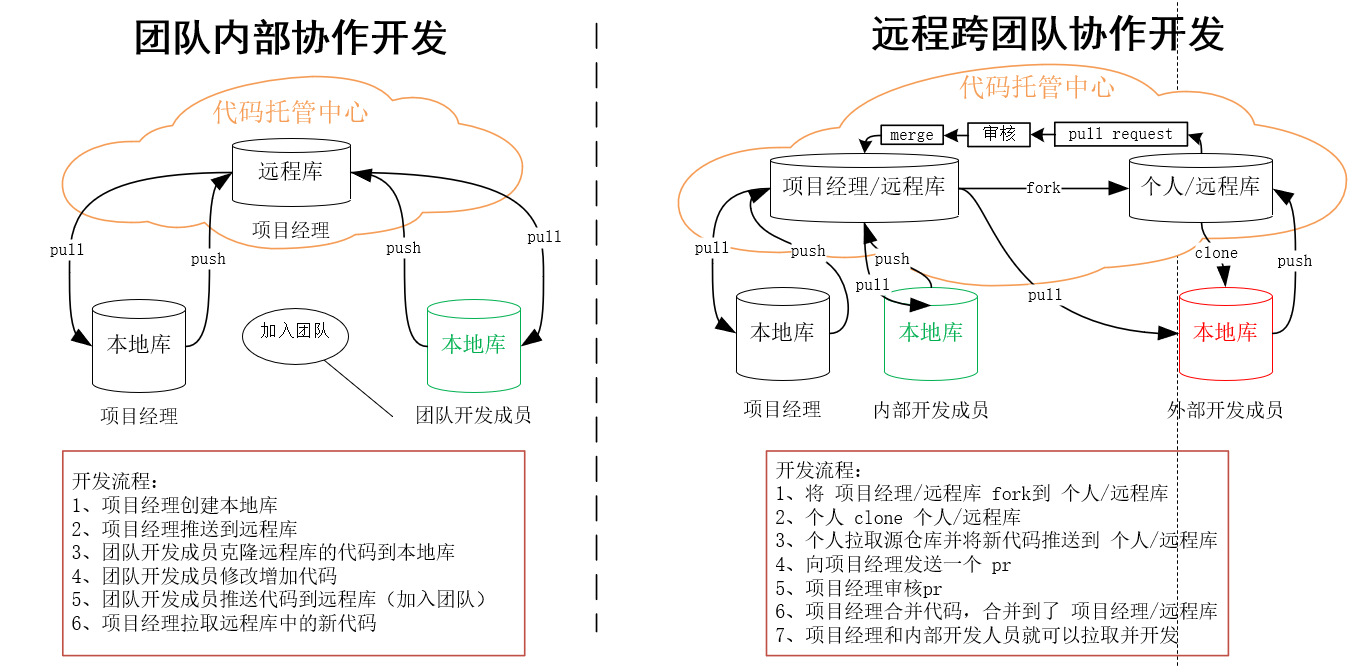 团队内部协作开发
代码托管中心
远程库
项目经理
pull
push
push
pull
本地库
加入团队
本地库
项目经理
团队开发成员
开发流程：
1、项目经理创建本地库
2、项目经理推送到远程库
3、团队开发成员克隆远程库的代码到本地库
4、团队开发成员修改增加代码
5、团队开发成员推送代码到远程库（加入团队）
6、项目经理拉取远程库中的新代码
远程跨团队协作开发
代码托管中心
merge
审核
pull request
项目经理/远程库
fork
个人/远程库
pull
push
push
pull
pull
clone
push
本地库
本地库
本地库
项目经理
内部开发成员
外部开发成员
开发流程：
1、将 项目经理/远程库 fork到 个人/远程库
2、个人 clone 个人/远程库
3、个人拉取源仓库并将新代码推送到 个人/远程库
4、向项目经理发送一个 pr
5、项目经理审核pr
6、项目经理合并代码，合并到了 项目经理/远程库
7、项目经理和内部开发人员就可以拉取并开发